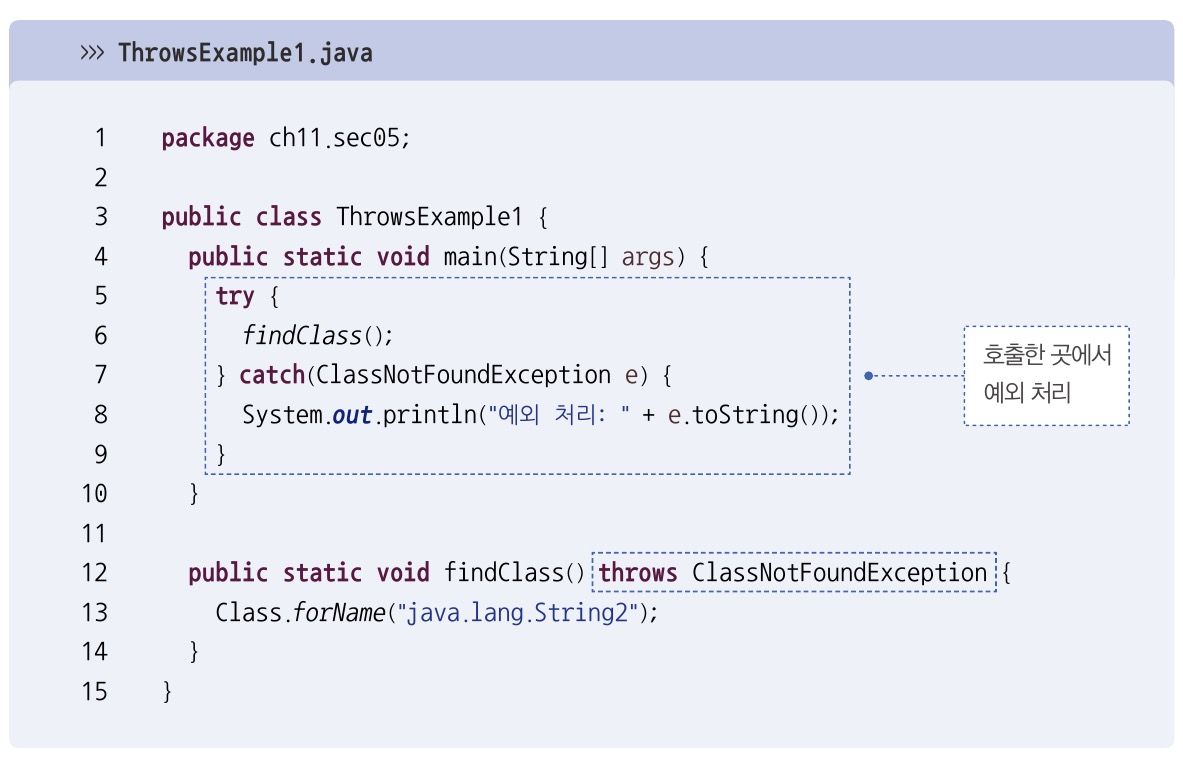 >>> ThrowsExample1.java
1 package ch11.sec05;
2
3 public class ThrowsExample1 {
4 public static void main(String[] args) {
5 try {
6 findClass();
7 } catch(ClassNotFoundException e) {
8 System.out.println("예외 처리: " + e.toString());
9 }
10 }
11
12 public static void findClass() throws ClassNotFoundException {
13 Class.forName("java.lang.String2");
14 }
15 }
호출한 곳에서
예외 처리